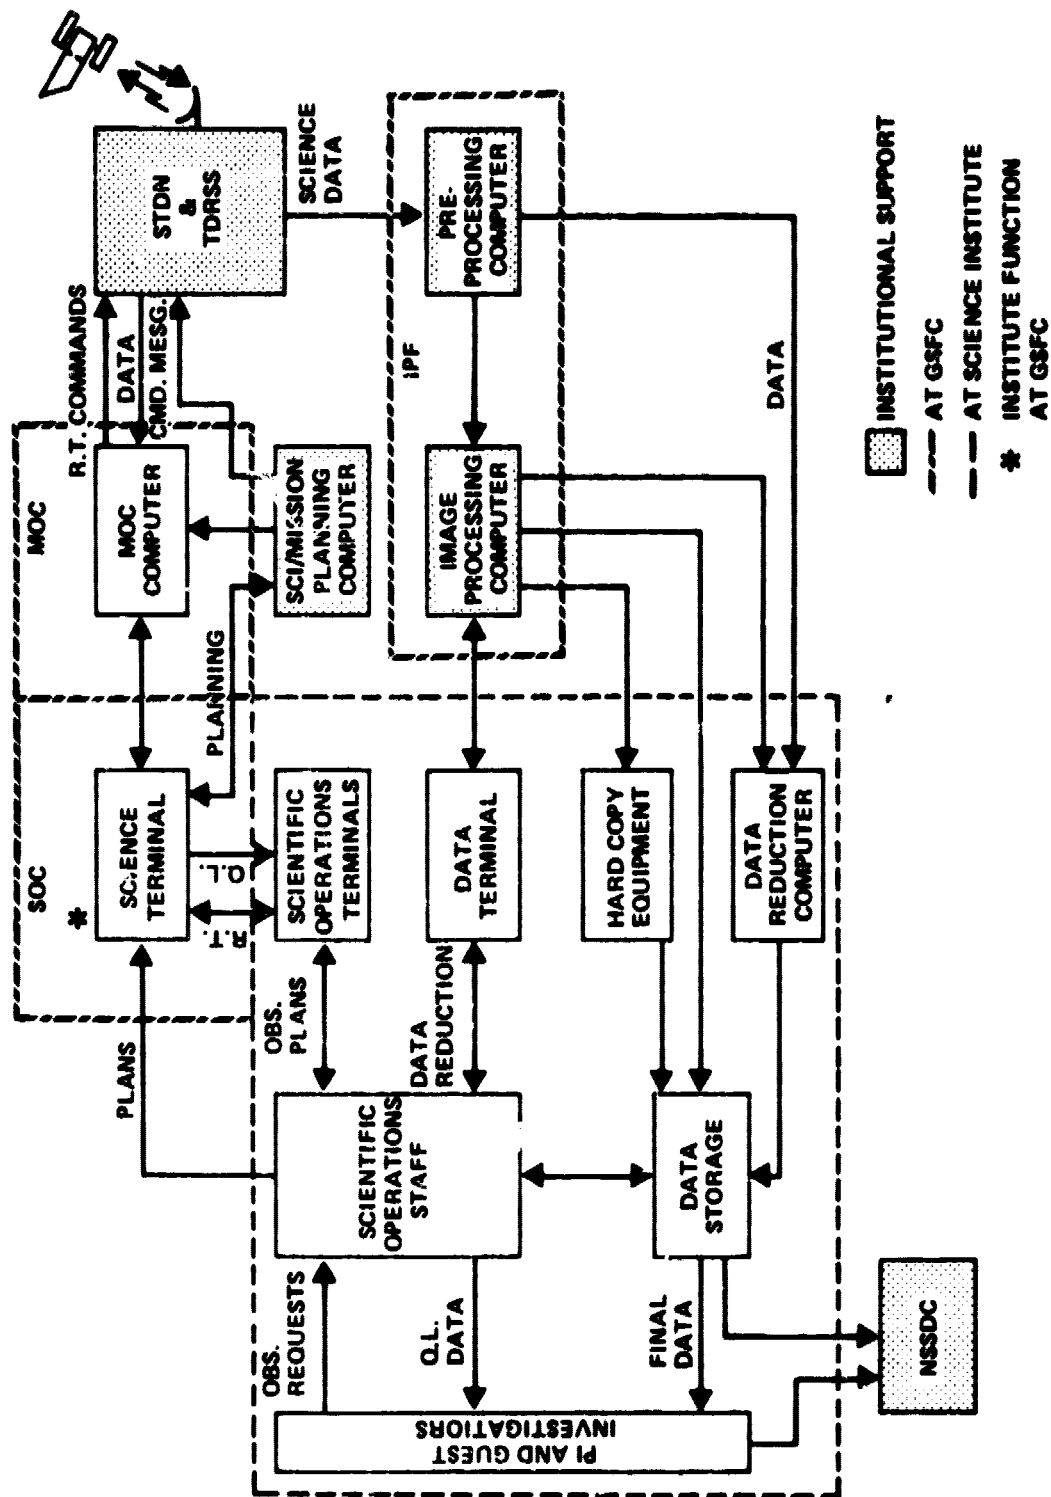 SOC
MOC
*
SCIENCE
TERMINAL
MOC
COMPUTER
R.T. COMMANDS
DATA
CMD. MESG.
STDN
&
TDRSS
PLANS
R.T.
Q.L.
PLANNING
SCIENCE
DATA
OBS.
REQUESTS
OBS.
PLANS
SCIENTIFIC
OPERATIONS
TERMINALS
SCI/MISSION
PLANNING
COMPUTER
PI AND GUEST
INVESTIGATIORS
SCIENTIFIC
OPERATIONS
STAFF
IPF
Q.L.
DATA
DATA
REDUCTION
DATA
TERMINAL
IMAGE
PROCESSING
COMPUTER
PRE-
PROCESSING
COMPUTER
HARD COPY
EQUIPMENT
FINAL
DATA
DATA
STORAGE
DATA
REDUCTION
COMPUTER
DATA
NSSDC
INSTITUTIONAL SUPPORT
AT GSFC
AT SCIENCE INSTITUTE
* INSTITUTE FUNCTION
AT GSFC